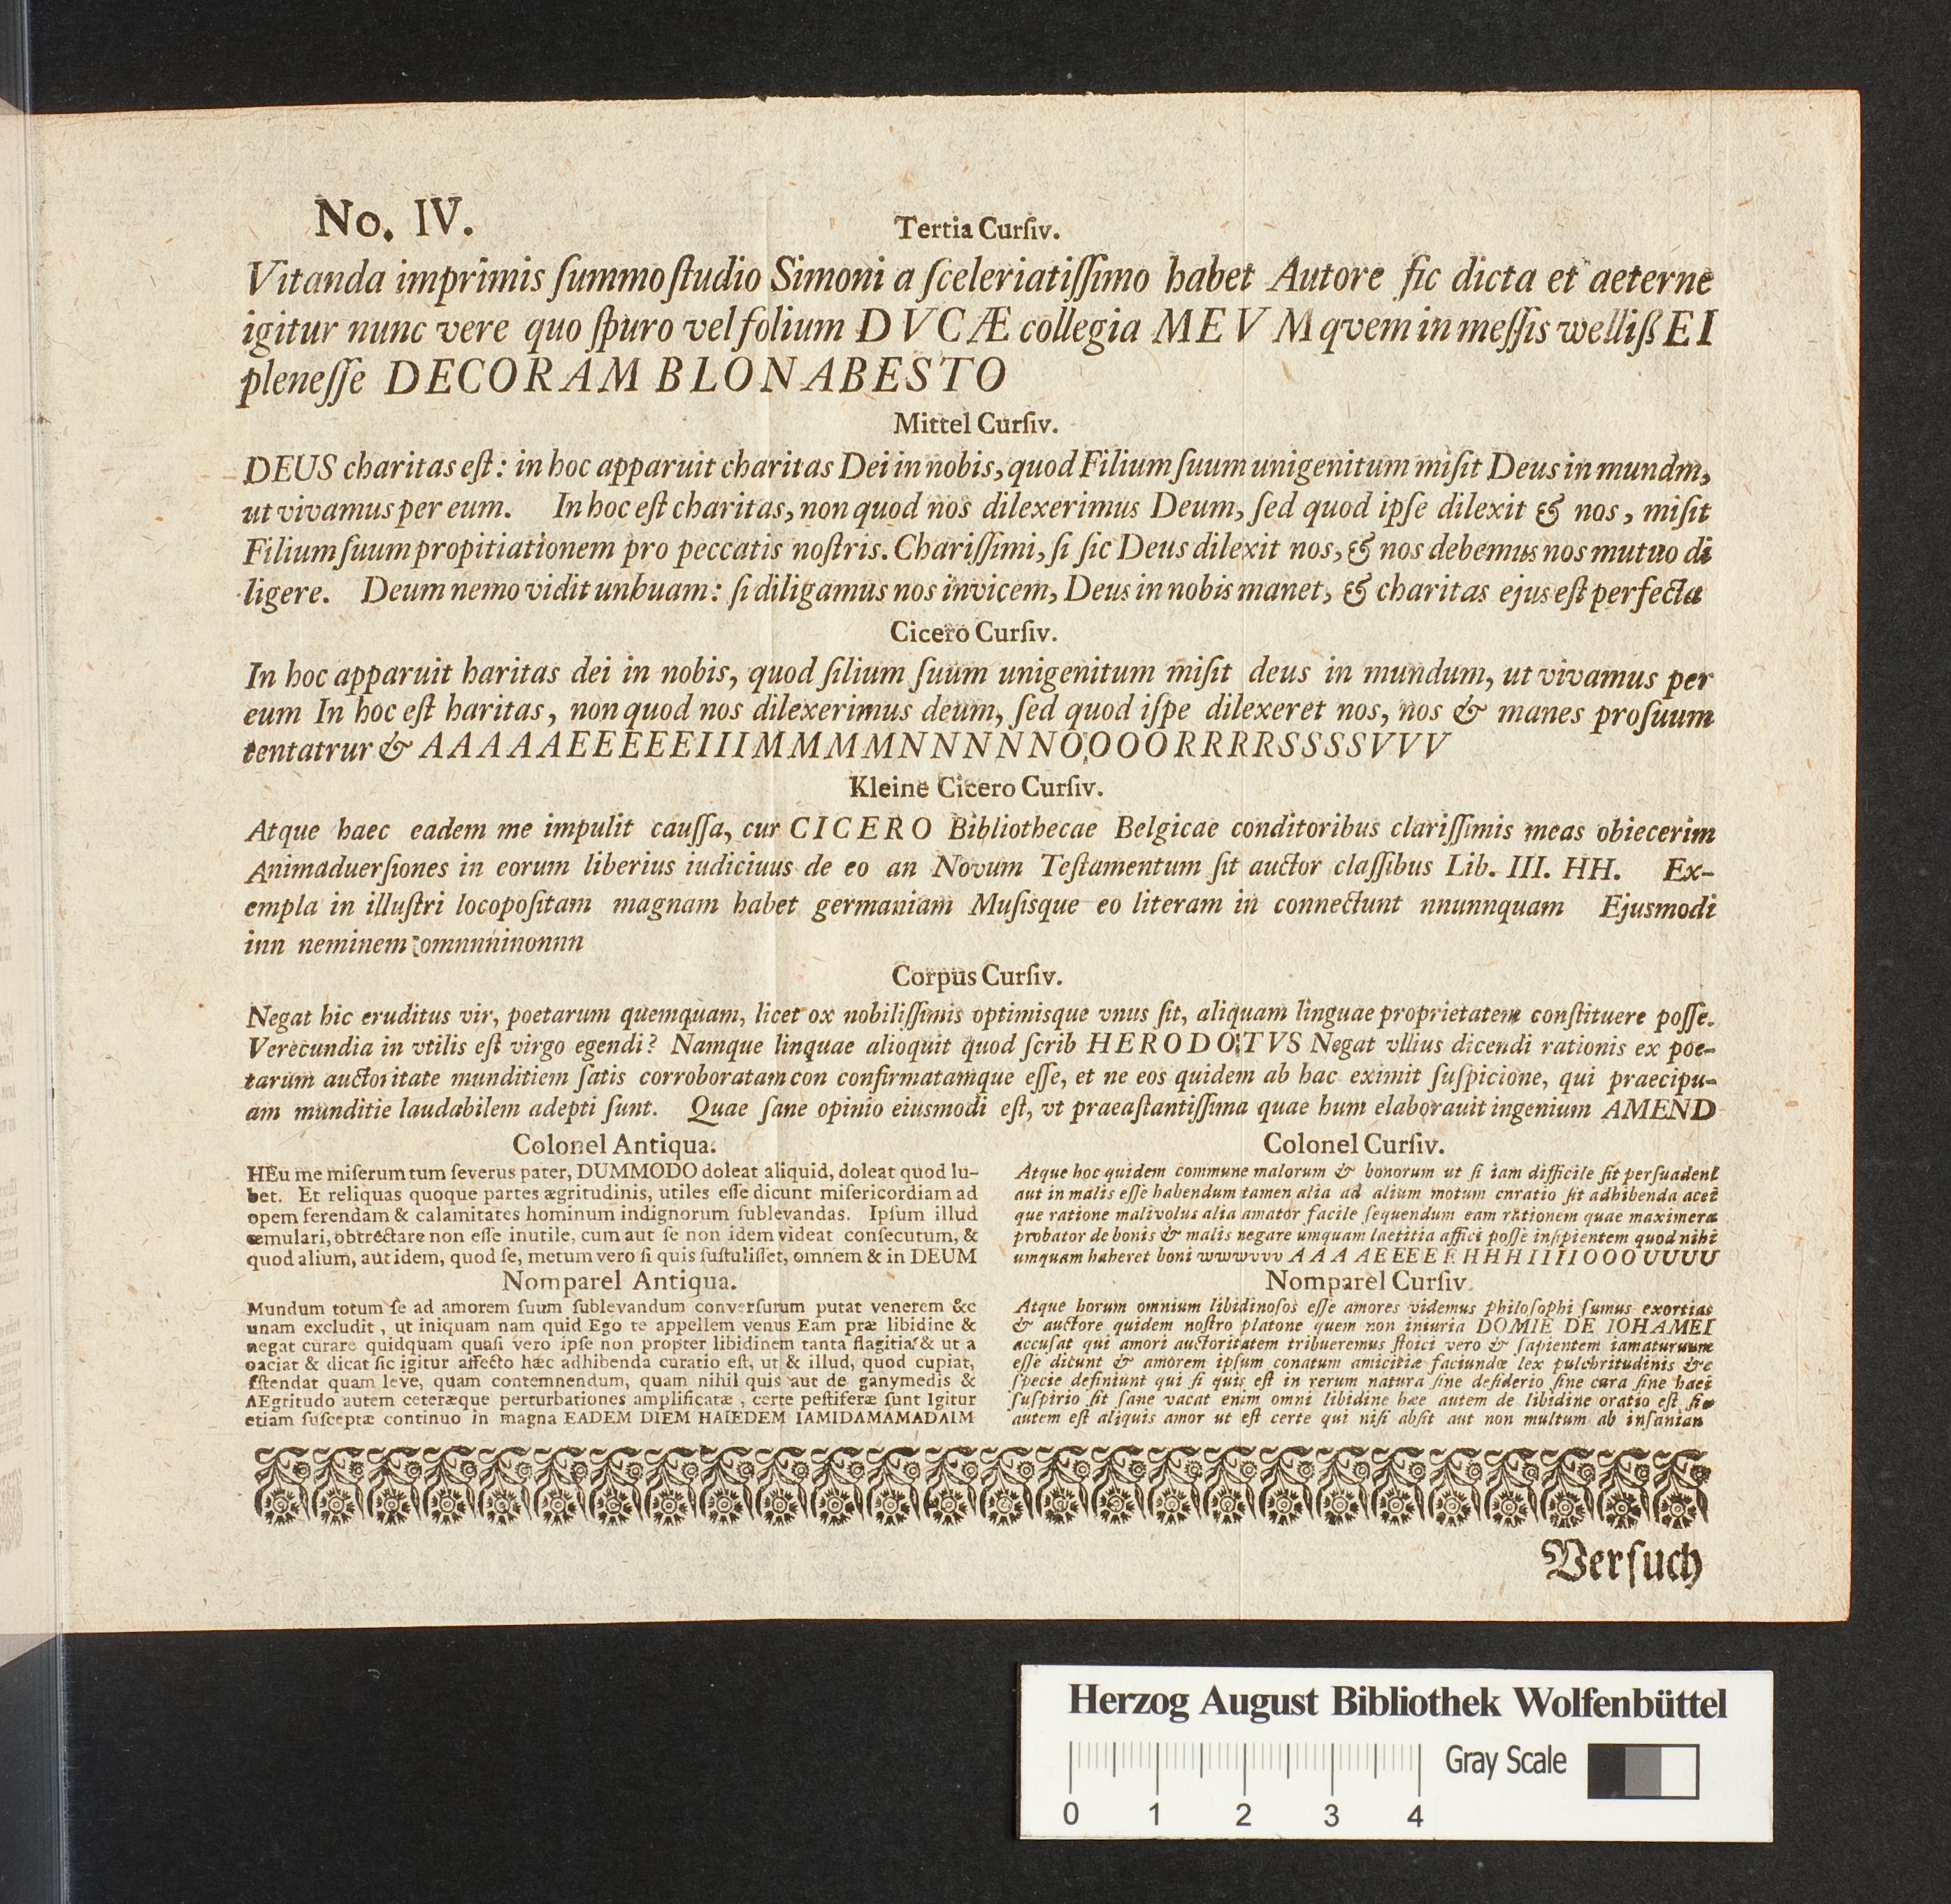 No. IV.
Tertia Curſiv.
Vitanda imprimis ſummo ſtudio Simoni a ſceleriatiſſimo habet Autore ſic dicta et aeterne
igitur nunc vere quo ſpuro vel folium D V C Æ collegia M E V M qvem in meſſis welliß E I
pleneſſe DECORAM BLONABESTO
Mittel Curſiv.
DEUS charitas eſt: in hoc apparuit charitas Dei in nobis, quod Filium ſuum unigenitum miſit Deus in mundm,
ut vivamus per eum. In hoc eſt charitas, non quod nos dilexerimus Deum, ſed quod ipſe dilexit & nos, miſit
Filium ſuum propitiationem pro peccatis noſtris. Chariſſimi, ſi ſic Deus dilexit nos, & nos debemus nos mutuo di
ligere. Deum nemo vidit unbuam: ſi diligamus nos invicem, Deus in nobis manet, & charitas ejus eſt perfecta
Cicero Curſiv.
In hoc apparuit haritas dei in nobis, quod ſilium ſuum unigenitum miſit deus in mundum, ut vivamus per
eum In hoc eſt haritas, non quod nos dilexerimus deum, ſed quod iſpe dilexeret nos, nos & manes proſuum
tentatrur & AAAAAEEEEEIIIMMMMNNNNNOOOORRRRSSSSVVV
Kleine Cicero Curſiv.
Atque haec eadem me impulit cauſſa, cur CICERO Bibliothecae Belgicae conditoribus clariſſimis meas obiecerim
Animaduerſiones in eorum liberius iudiciuus de eo an Novum Teſtamentum ſit auctor claſſibus Lib. III. HH. Ex-
empla in illuſtri locopoſitam magnam habet germaniam Muſisque eo literam in connectunt nnunnquam Ejusmodi
inn neminem omnnninonnn
Corpus Curſiv.
Negat hic eruditus vir, poetarum quemquam, licet ox nobiliſſimis optimisque vnus ſit, aliquam linguae proprietatem conſtituere poſſe.
Verecundia in vtilis eſt virgo egendi? Namque linquae alioquit quod ſcrib HERODOTVS Negat vllius dicendi rationis ex poe-
tarum auctoritate munditiem ſatis corroboratam con confirmatamque eſſe, et ne eos quidem ab hac eximit ſuſpicione, qui praecipu-
am munditie laudabilem adepti ſunt. Quae ſane opinio eiusmodi eſt, vt praeaſtantiſſima quae hum elaborauit ingenium AMEND
Colonel Antiqua.
HEu me miſerum tum ſeverus pater, DUMMODO doleat aliquid, doleat quod lu-
bet. Et reliquas quoque partes ægritudinis, utiles eſſe dicunt miſericordiam ad
opem ferendam & calamitates hominum indignorum ſublevandas. Ipſum illud
æmulari, obtrectare non eſſe inutile, cum aut ſe non idem videat conſecutum, &
quod alium, aut idem, quod ſe, metum vero ſi quis ſuſtuliſſet, omnem & in DEUM
Colonel Curſiv.
Atque hoc quidem commune malorum & bonorum ut ſi iam difficile ſit perſuadenl
aut in malis eſſe habendum tamen alia ad alium motum cnratio ſit adhibenda acet
que ratione malivolus alia amator facile ſequendum eam rationem quae maximera
probator de bonis & malis negare umquam laetitia affici poſſe inſipientem quod nihi
umquam haheret boni wwwvvv A A A A E E E E F H H H I I I I O O O U U U U
Nomparel Antiqua.
Mundum totum ſe ad amorem ſuum ſublevandum converſurum putat venerem &c
unam excludit, ut iniquam nam quid Ego te appellem venus Eam præ libidine &
negat curare quidquam quaſi vero ipſe non propter libidinem tanta flagitia & ut a
oaciat & dicat ſic igitur affecto hæc adhibenda curatio eſt, ut & illud, quod cupiat,
fſtendat quam leve, quam contemnendum, quam nihil quis aut de ganymedis &
AEgritudo autem ceteræque perturbationes amplificatæ, certe peſtiferæ ſunt Igitur
etiam ſuſceptæ continuo in magna EADEM DIEM HAIEDEM IAMIDAMAMADAIM
Nomparel Curſiv.
Atque horum omnium libidinoſos eſſe amores videmus philoſophi ſumus exortias
& auctore quidem noſtro platone quem non iniuria DOMIE DE IOHAMEI
accuſat qui amori auctoritatem tribueremus ſtoici vero & ſapientem iamaturuum
eſſe dicunt & amorem ipſum conatum amicitiæ faciundæ lex pulchritudinis &c
ſpecie definiunt qui ſi quis eſt in rerum natura ſine deſiderio ſine cura ſine haei
ſuſpirio ſit ſane vacat enim omni libidine hæe autem de libidine oratio eſt ſi
autem eſt aliquis amor ut eſt certe qui niſi abſit aut non multum ab inſanian
Verſuch
Herzog August Bibliothek Wolfenbüttel
Gray Scale
0 1 2 3 4